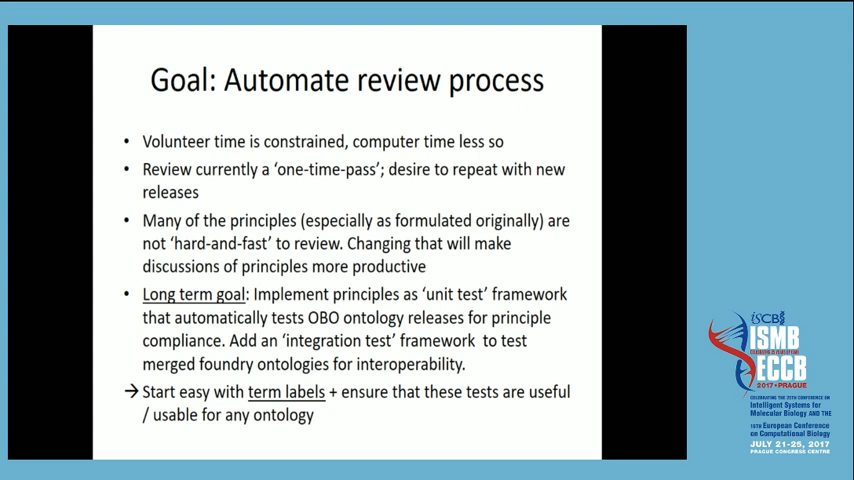 Goal: Automate review process
• Volunteer time is constrained, computer time less so
• Review currently a 'one-time-pass'; desire to repeat with new
releases
• Many of the principles (especially as formulated originally) are
not 'hard-and-fast' to review. Changing that will make
discussions of principles more productive
• Long term goal: Implement principles as 'unit test' framework
that automatically tests OBO ontology releases for principle
compliance. Add an 'integration test' framework to test
merged foundry ontologies for interoperability.
→ Start easy with term labels + ensure that these tests are useful
/ usable for any ontology
iSCB
ISMB
ECCB
2017 • PRAGUE
CELEBRATING THE 25TH CONFERENCE ON
Intelligent Systems for
Molecular Biology AND THE
16TH European Conference
on Computational Biology
JULY 21-25, 2017
PRAGUE CONGRESS CENTRE